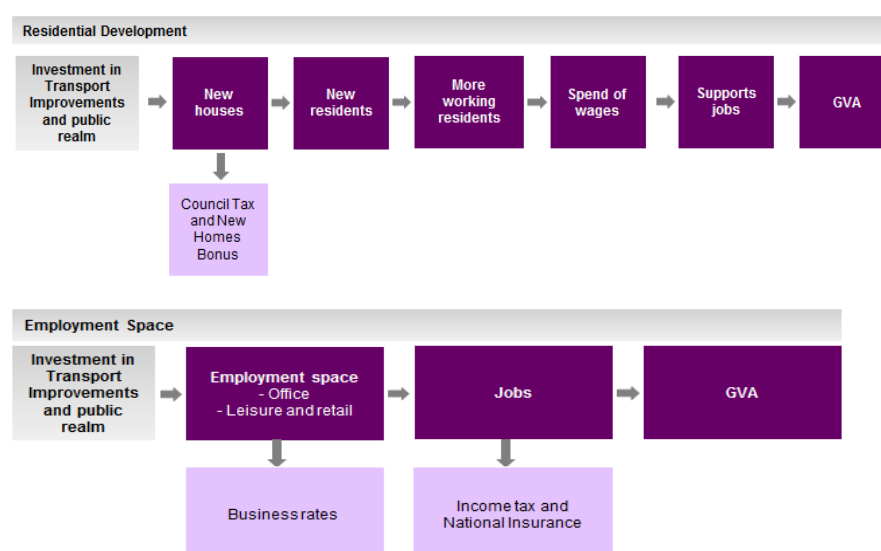 Residential Development
Investment in
Transport
Improvements
and public
realm
New
houses
New
residents
More
working
residents
Spend of
wages
Supports
jobs
GVA
Council Tax
and New
Homes
Bonus
Employment Space
Investment in
Transport
Improvements
and public
realm
Employment space
- Office
- Leisure and retail
Jobs
GVA
Business rates
Income tax and
National Insurance